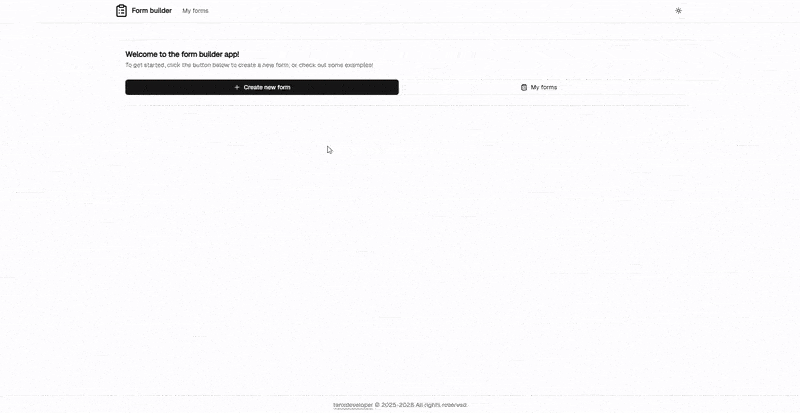 Form builder My forms
Welcome to the form builder app!
To get started, click the button below to create a new form, or check out some examples!
+ Create new form
My forms
teropdeveloper © 2025-2026 All rights reserved.